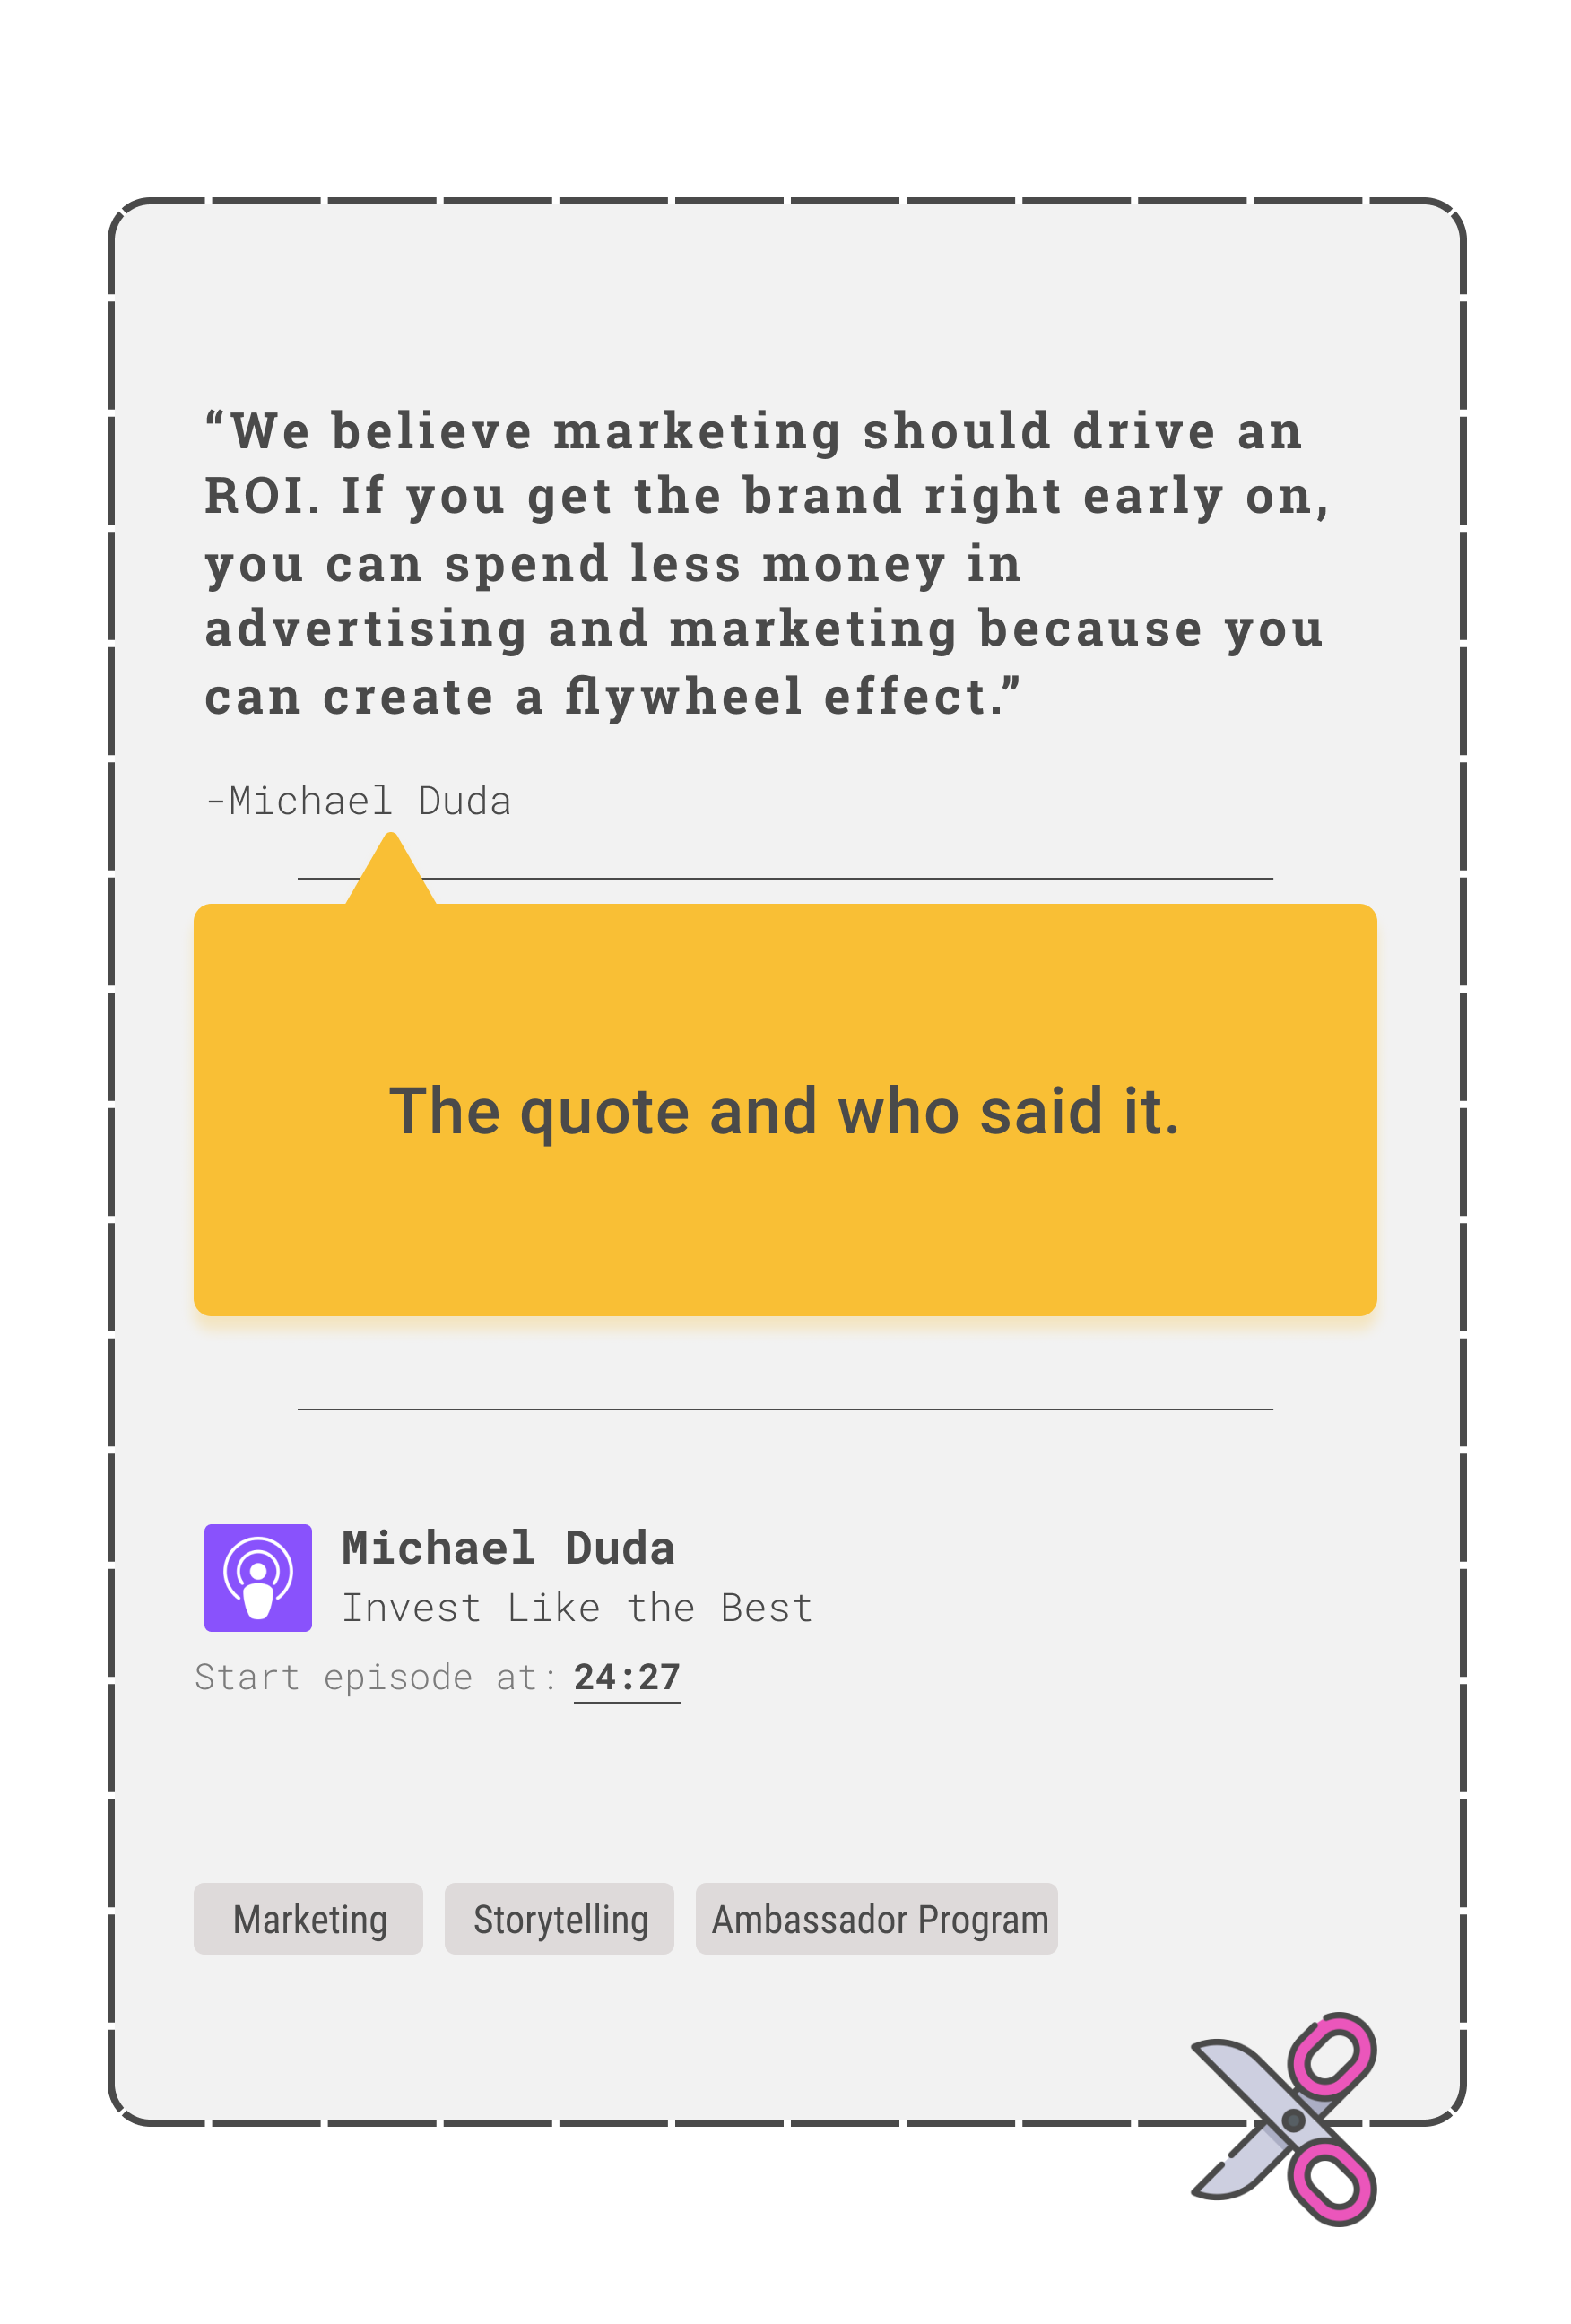 “We believe marketing should drive an
ROI. If you get the brand right early on,
you can spend less money in
advertising and marketing because you
can create a flywheel effect.”
-Michael Duda
The quote and who said it.
Michael Duda
Invest Like the Best
Start episode at: 24:27
Marketing Storytelling Ambassador Program